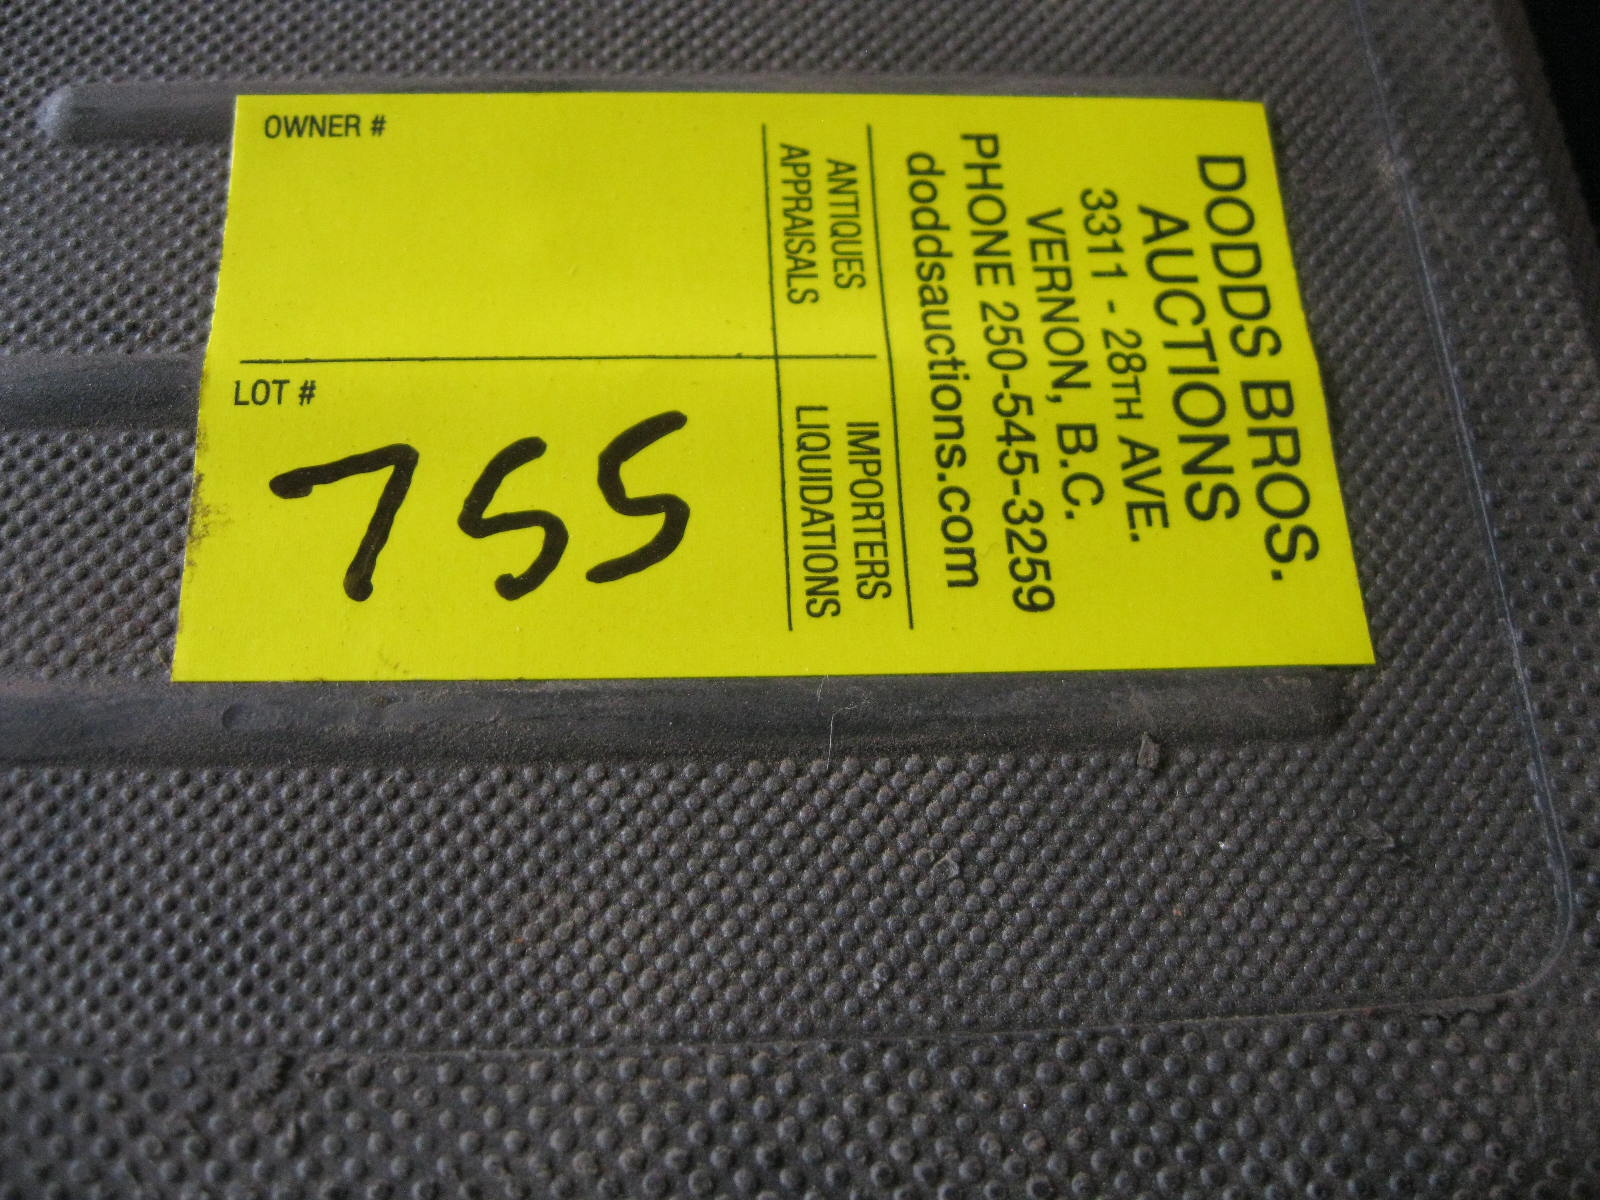 DODDS BROS.
AUCTIONS
3311 - 28TH AVE.
VERNON, B.C.
PHONE 250-545-3259
doddsauctions.com
ANTIQUES
APPRAISALS
IMPORTERS
LIQUIDATIONS
OWNER #
LOT #
755